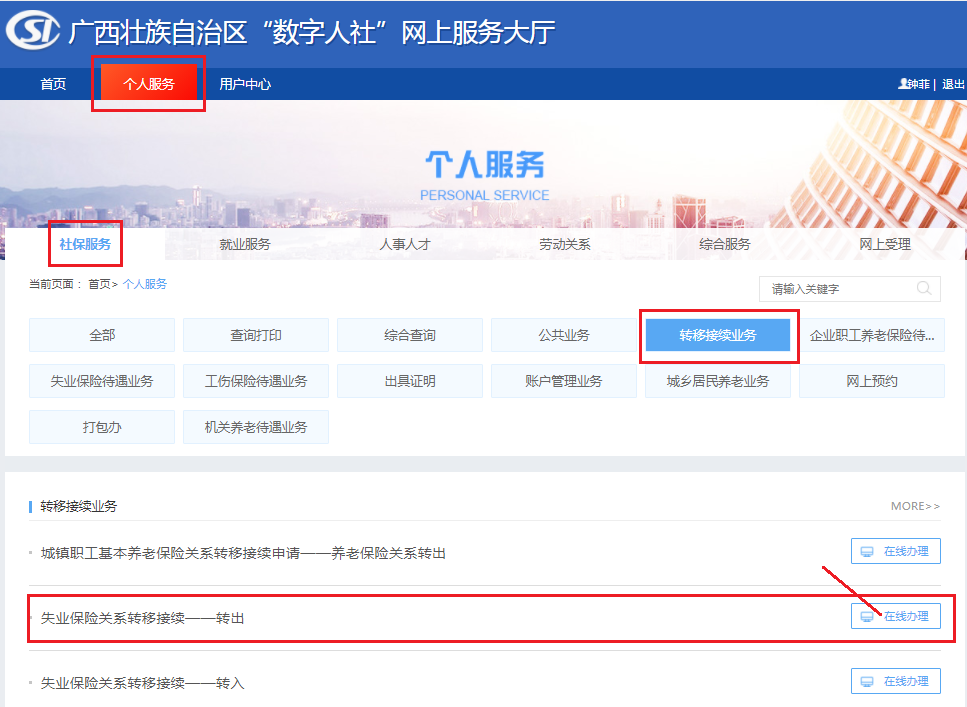 SI 广西壮族自治区“数字人社”网上服务大厅
首页 个人服务 用户中心 钟菲 | 退出
个人服务
PERSONAL SERVICE
社保服务 就业服务 人事人才 劳动关系 综合服务 网上受理
当前页面： 首页> 个人服务 请输入关键字
全部 查询打印 综合查询 公共业务 转移接续业务 企业职工养老保险待...
失业保险待遇业务 工伤保险待遇业务 出具证明 账户管理业务 城乡居民养老业务 网上预约
打包办 机关养老待遇业务
转移接续业务 MORE>>
城镇职工基本养老保险关系转移接续申请——养老保险关系转出 在线办理
失业保险关系转移接续——转出 在线办理
失业保险关系转移接续——转入 在线办理